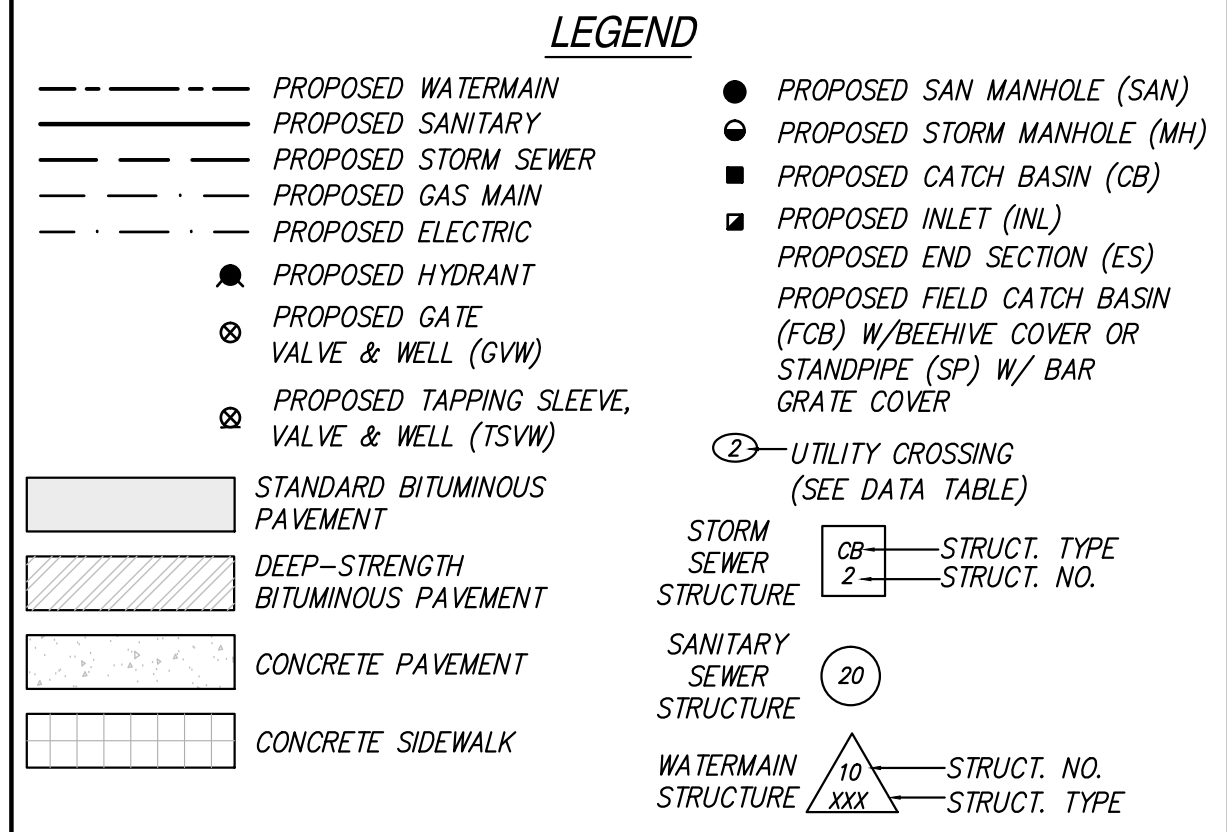 LEGEND
PROPOSED WATERMAIN
PROPOSED SANITARY
PROPOSED STORM SEWER
PROPOSED GAS MAIN
PROPOSED ELECTRIC
PROPOSED HYDRANT
PROPOSED GATE
VALVE & WELL (GVW)
PROPOSED TAPPING SLEEVE,
VALVE & WELL (TSVW)
STANDARD BITUMINOUS
PAVEMENT
DEEP-STRENGTH
BITUMINOUS PAVEMENT
CONCRETE PAVEMENT
CONCRETE SIDEWALK
PROPOSED SAN MANHOLE (SAN)
PROPOSED STORM MANHOLE (MH)
PROPOSED CATCH BASIN (CB)
PROPOSED INLET (INL)
PROPOSED END SECTION (ES)
PROPOSED FIELD CATCH BASIN
(FCB) W/BEEHIVE COVER OR
STANDPIPE (SP) W/ BAR
GRATE COVER
2 UTILITY CROSSING
(SEE DATA TABLE)
STORM
SEWER
STRUCTURE
CB STRUCT. TYPE
2 STRUCT. NO.
SANITARY
SEWER
STRUCTURE
20
WATERMAIN
STRUCTURE
10 STRUCT. NO.
XXX STRUCT. TYPE